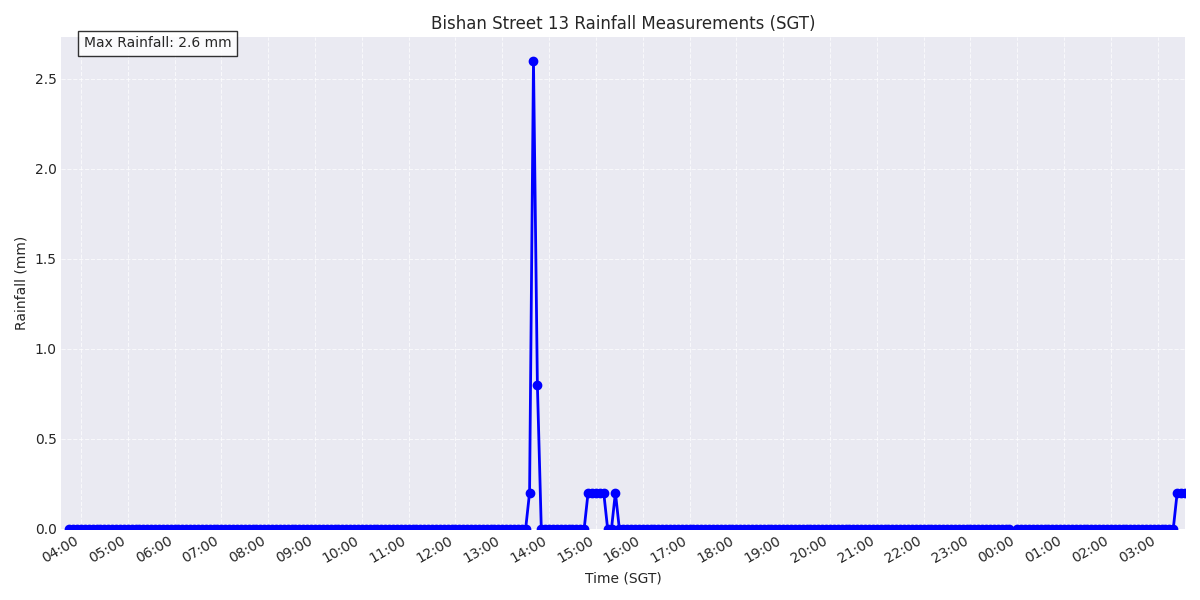 Bishan Street 13 Rainfall Measurements (SGT)
Max Rainfall: 2.6 mm
2.5
2.0
1.5
1.0
0.5
0.0
Rainfall (mm)
04:00 05:00 06:00 07:00 08:00 09:00 10:00 11:00 12:00 13:00 14:00 15:00 16:00 17:00 18:00 19:00 20:00 21:00 22:00 23:00 00:00 01:00 02:00 03:00
Time (SGT)